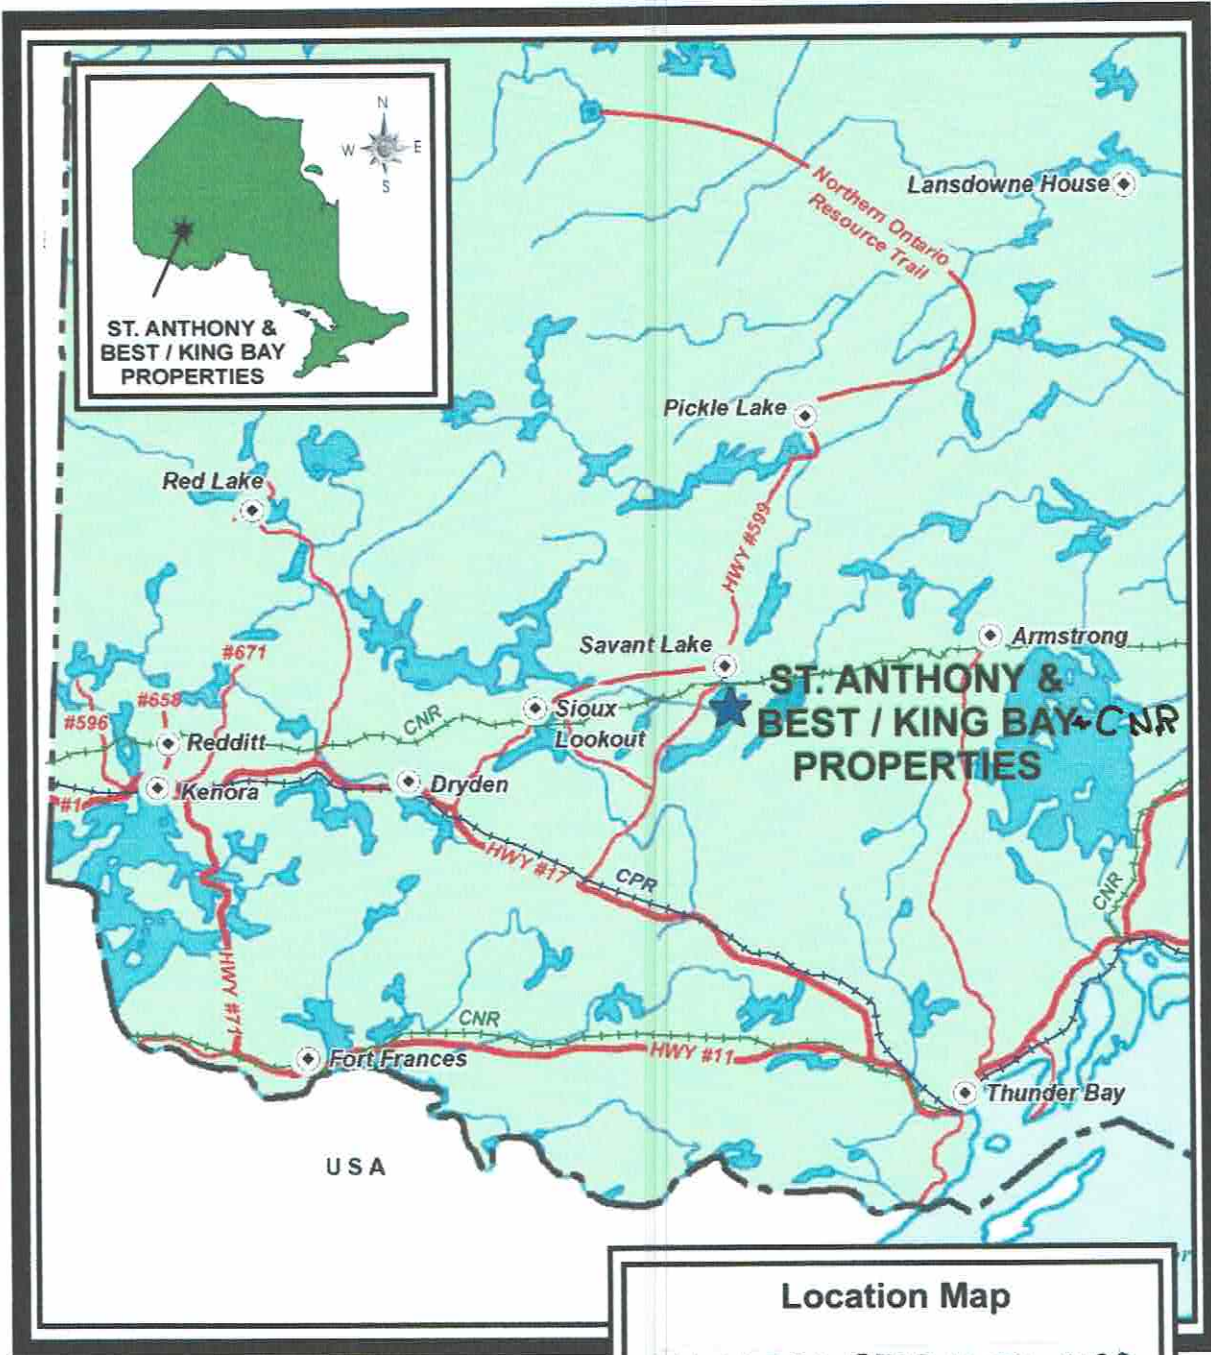 N
W E
S
ST. ANTHONY &
BEST / KING BAY
PROPERTIES
Lansdowne House
Northern Ontario
Resource Trail
Pickle Lake
Red Lake
HWY #599
Savant Lake
Armstrong
#671
#658
#596
ST. ANTHONY &
BEST / KING BAY CNR
PROPERTIES
CNR
Sioux
Lookout
Redditt
Kenora
Dryden
#1
HWY #17
CPR
CNR
HWY #71
CNR
HWY #11
Fort Frances
Thunder Bay
USA
Location Map